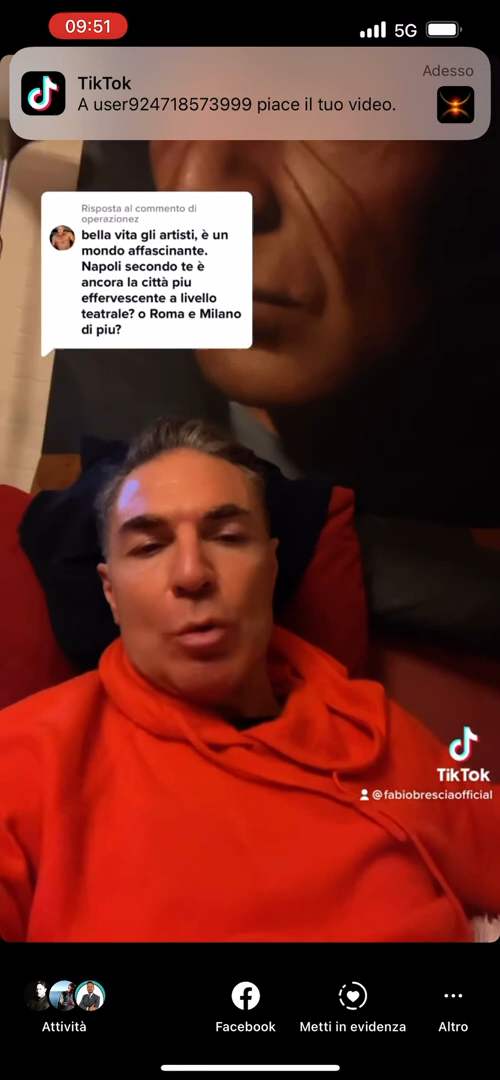 09:51
5G
TikTok
Adesso
A user924718573999 piace il tuo video.
Risposta al commento di
operazionez
bella vita gli artisti, è un
mondo affascinante.
Napoli secondo te è
ancora la città piu
effervescente a livello
teatrale? o Roma e Milano
di piu?
TikTok
@fabiobresciaofficial
Attività
Facebook
Metti in evidenza
Altro